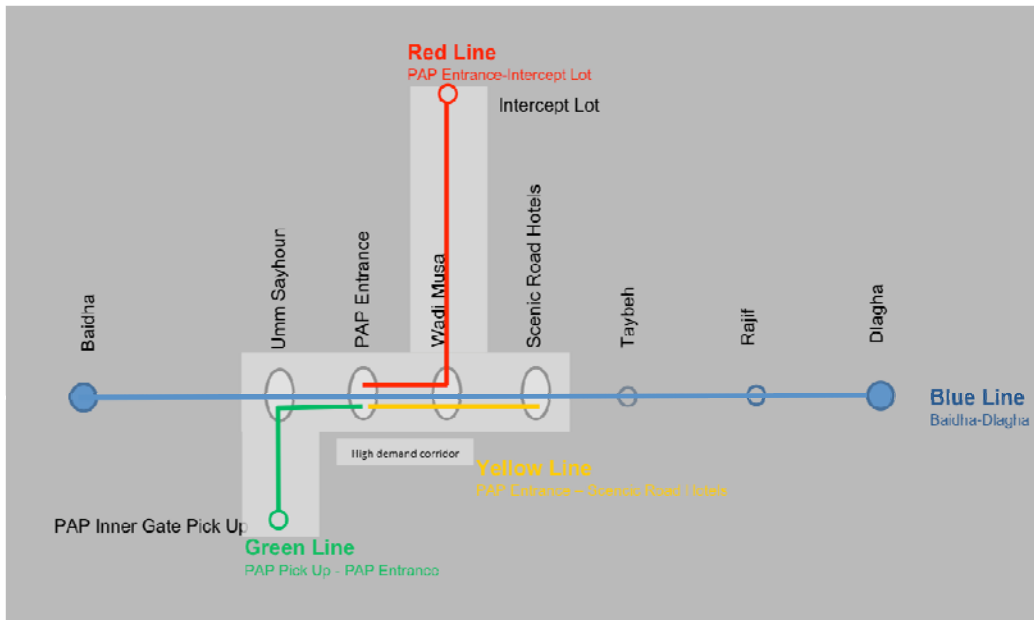 Red Line
PAP Entrance-Intercept Lot
Intercept Lot
Baidha
Umm Sayhoun
PAP Entrance
Wadi Musa
Scenic Road Hotels
Taybeh
Rajif
Dlagha
Blue Line
Baidha-Dlagha
High demand corridor
Yellow Line
PAP Entrance – Scencic Road Hotels
PAP Inner Gate Pick Up
Green Line
PAP Pick Up - PAP Entrance